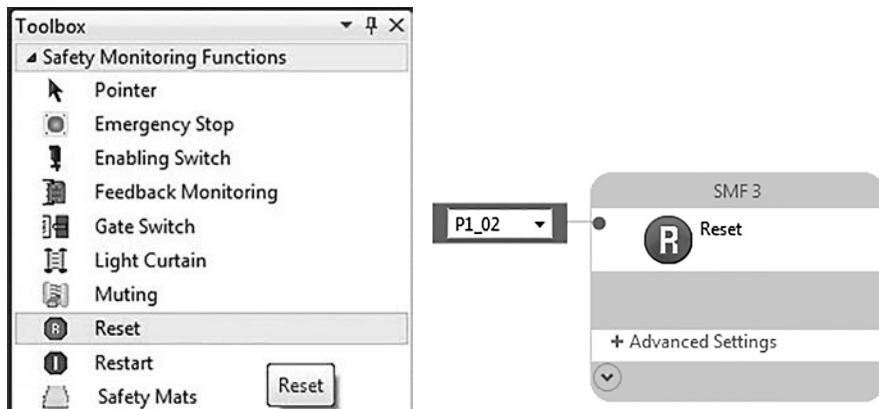 Toolbox
Safety Monitoring Functions
Pointer
Emergency Stop
Enabling Switch
Feedback Monitoring
Gate Switch
Light Curtain
Muting
R Reset
Restart
Safety Mats
Reset
SMF 3
P1_02
R Reset
+ Advanced Settings